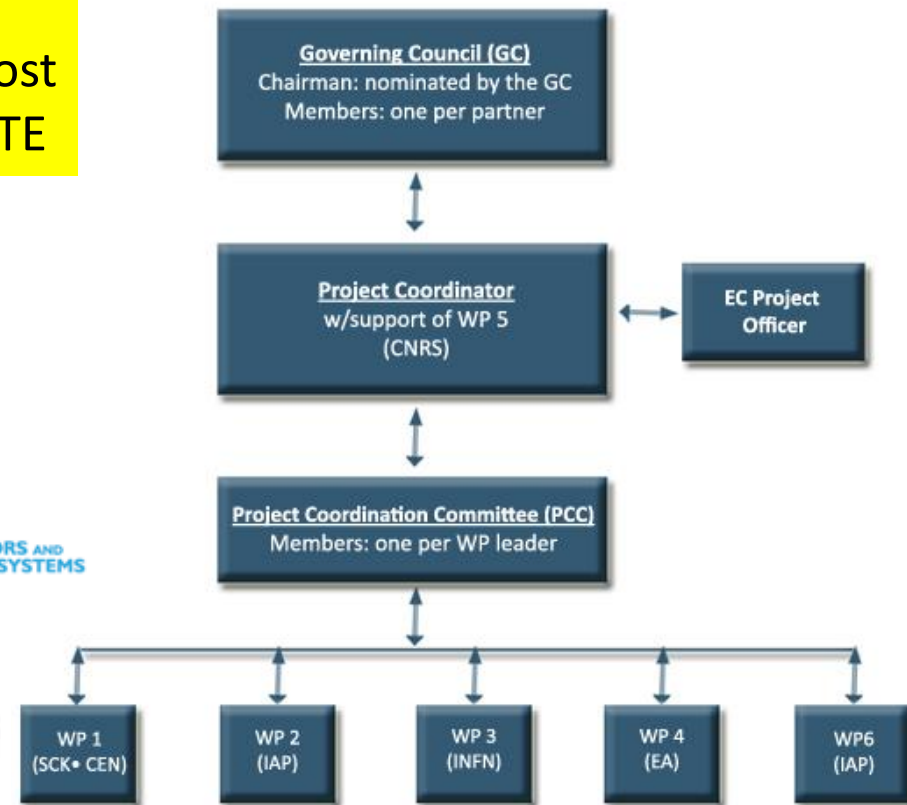 ost
TE
Governing Council (GC)
Chairman: nominated by the GC
Members: one per partner
Project Coordinator
w/support of WP 5
(CNRS)
EC Project
Officer
Project Coordination Committee (PCC)
Members: one per WP leader
ORS AND
SYSTEMS
WP 1
(SCK• CEN)
WP 2
(IAP)
WP 3
(INFN)
WP 4
(EA)
WP6
(IAP)